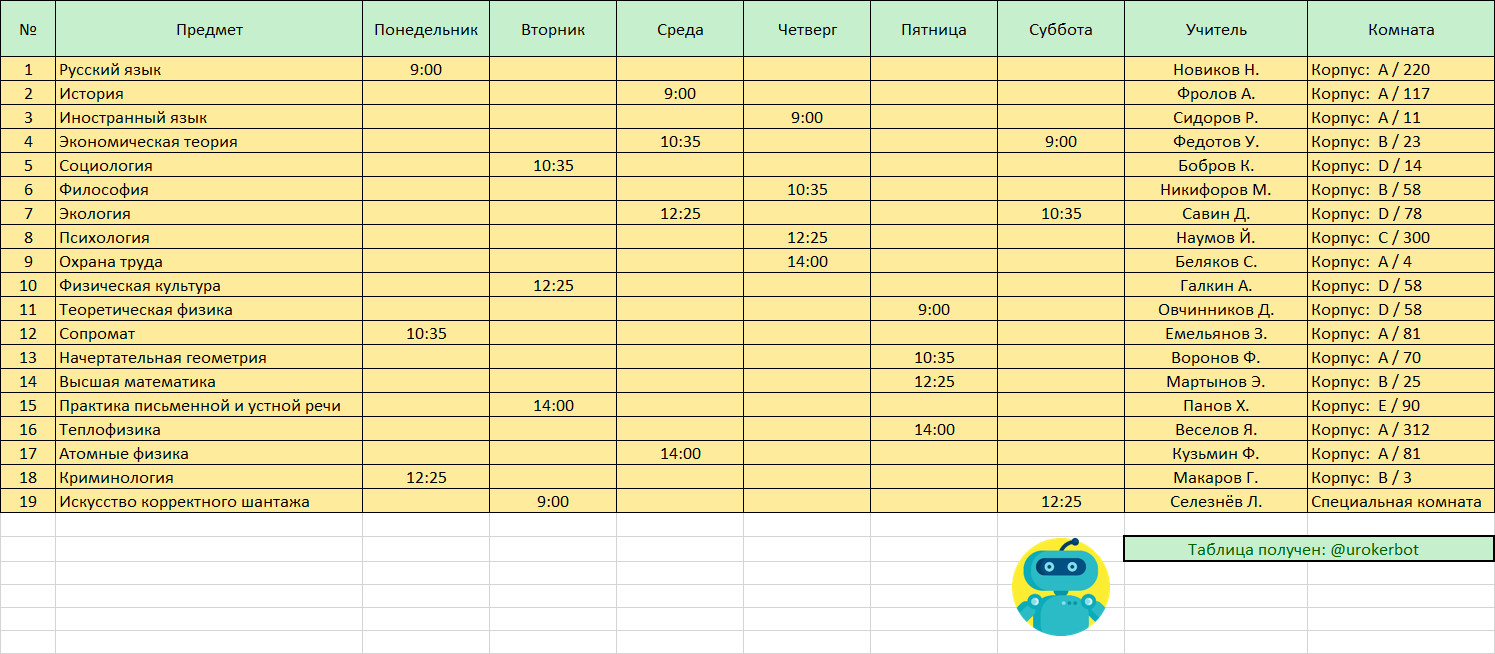 № Предмет Понедельник Вторник Среда Четверг Пятница Суббота Учитель Комната
1 Русский язык 9:00 Новиков Н. Корпус: A / 220
2 История 9:00 Фролов А. Корпус: A / 117
3 Иностранный язык 9:00 Сидоров Р. Корпус: A / 11
4 Экономическая теория 10:35 9:00 Федотов У. Корпус: B / 23
5 Социология 10:35 Бобров К. Корпус: D / 14
6 Философия 10:35 Никифоров М. Корпус: B / 58
7 Экология 12:25 10:35 Савин Д. Корпус: D / 78
8 Психология 12:25 Наумов Й. Корпус: C / 300
9 Охрана труда 14:00 Беляков С. Корпус: A / 4
10 Физическая культура 12:25 Галкин А. Корпус: D / 58
11 Теоретическая физика 9:00 Овчинников Д. Корпус: D / 58
12 Сопромат 10:35 Емельянов З. Корпус: A / 81
13 Начертательная геометрия 10:35 Воронов Ф. Корпус: A / 70
14 Высшая математика 12:25 Мартынов Э. Корпус: B / 25
15 Практика письменной и устной речи 14:00 Панов Х. Корпус: E / 90
16 Теплофизика 14:00 Веселов Я. Корпус: A / 312
17 Атомные физика 14:00 Кузьмин Ф. Корпус: A / 81
18 Криминология 12:25 Макаров Г. Корпус: B / 3
19 Искусство корректного шантажа 9:00 12:25 Селезнёв Л. Специальная комната
Таблица получен: @urokerbot